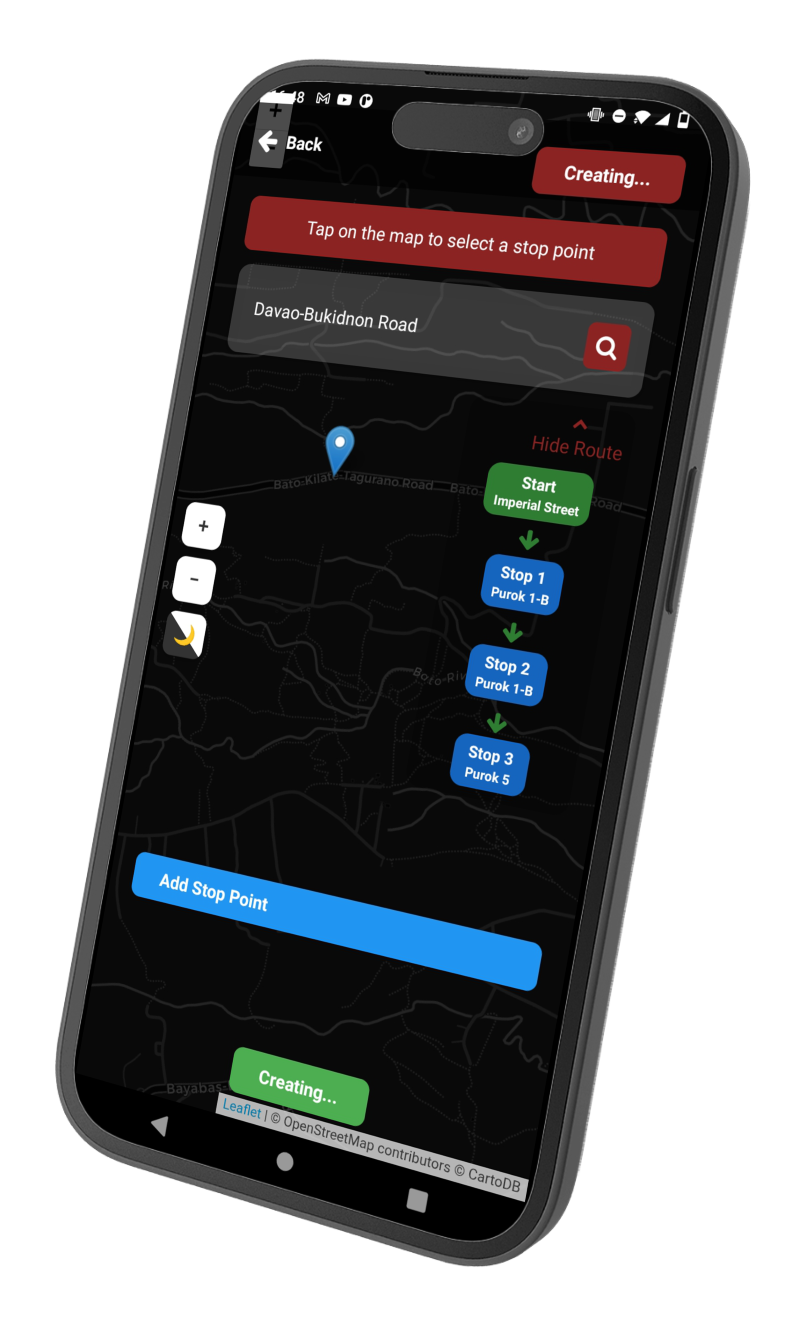 48
Back
Creating...
Tap on the map to select a stop point
Davao-Bukidnon Road
Hide Route
Start
Imperial Street
Bato-Kilate-Tagurano Road
Bato-
Road
+
−
Stop 1
Purok 1-B
Stop 2
Purok 1-B
Stop 3
Purok 5
Add Stop Point
Bayabas-
Creating...
Leaflet | © OpenStreetMap contributors © CartoDB